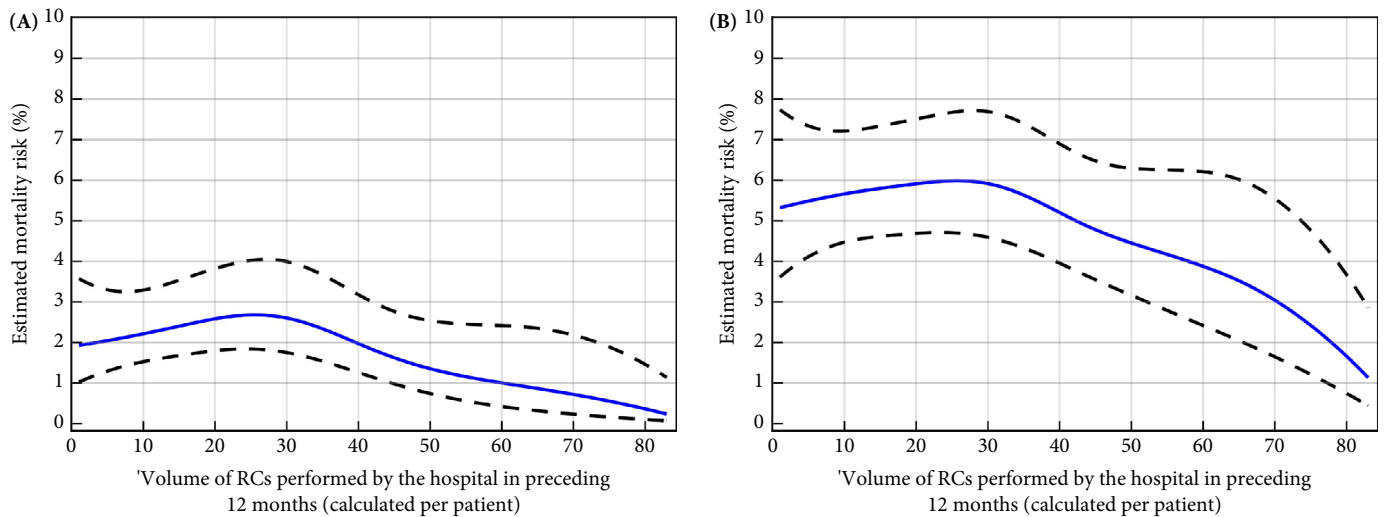 (A)
Estimated mortality risk (%)
10
9
8
7
6
5
4
3
2
1
0
0 10 20 30 40 50 60 70 80
'Volume of RCs performed by the hospital in preceding
12 months (calculated per patient)
(B)
Estimated mortality risk (%)
10
9
8
7
6
5
4
3
2
1
0
0 10 20 30 40 50 60 70 80
'Volume of RCs performed by the hospital in preceding
12 months (calculated per patient)